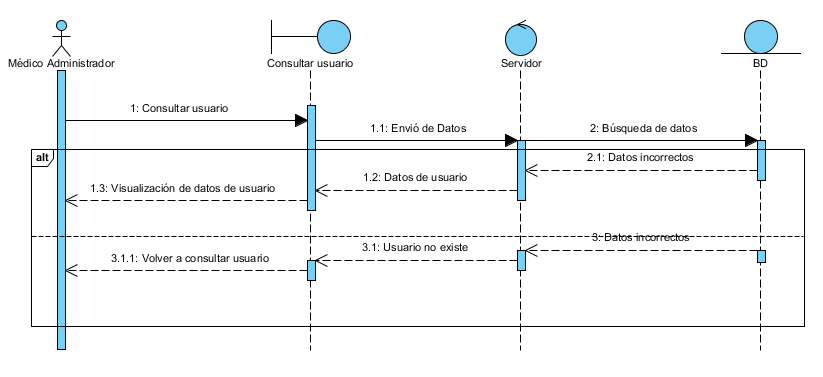 Médico Administrador
Consultar usuario
Servidor
BD
1: Consultar usuario
1.1: Envió de Datos
2: Búsqueda de datos
alt
2.1: Datos incorrectos
1.2: Datos de usuario
1.3: Visualización de datos de usuario
3: Datos incorrectos
3.1: Usuario no existe
3.1.1: Volver a consultar usuario